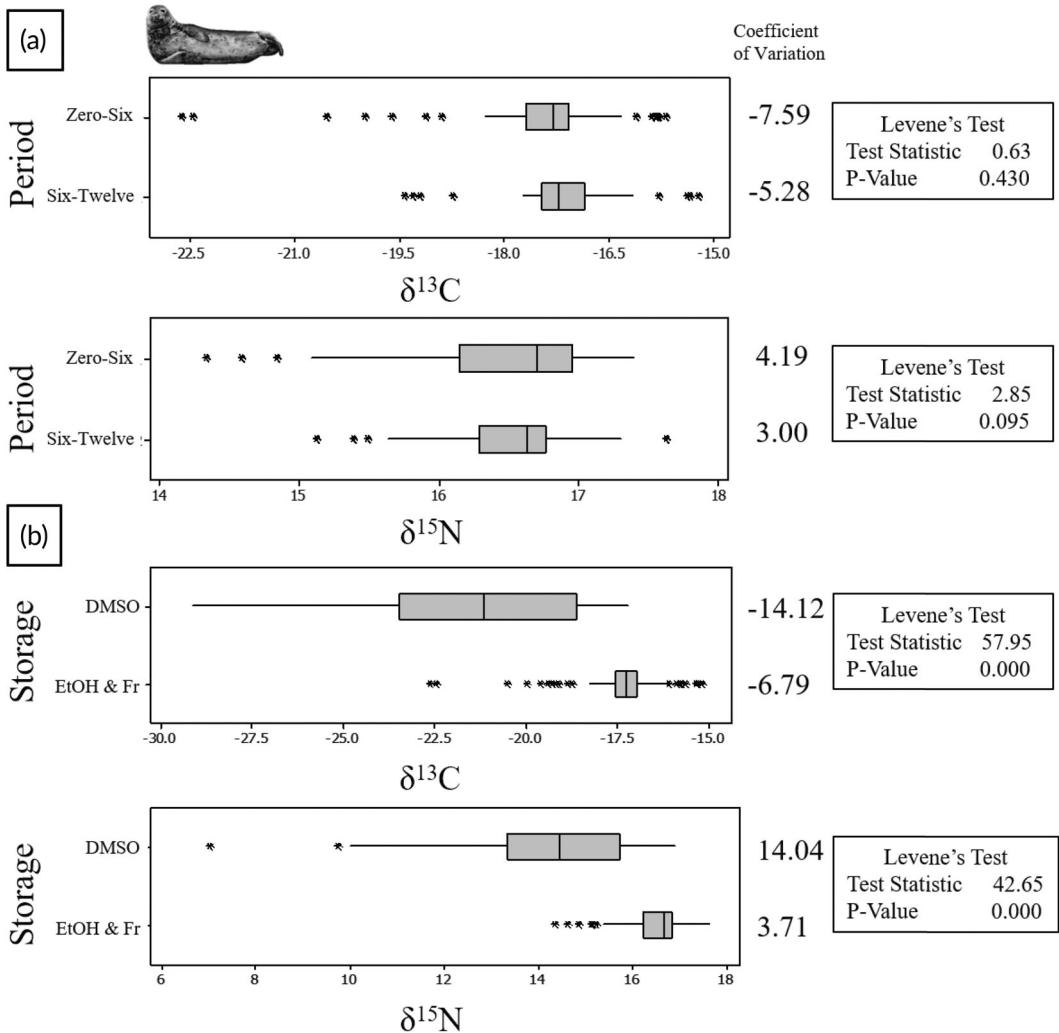 (a)
Coefficient
of Variation
Period
Zero-Six
-7.59
Six-Twelve
-5.28
Levene's Test
Test Statistic 0.63
P-Value 0.430
-22.5 -21.0 -19.5 -18.0 -16.5 -15.0
δ¹³C
Period
Zero-Six
4.19
Six-Twelve
3.00
Levene's Test
Test Statistic 2.85
P-Value 0.095
14 15 16 17 18
δ¹⁵N
(b)
Storage
DMSO
-14.12
EtOH & Fr
-6.79
Levene's Test
Test Statistic 57.95
P-Value 0.000
-30.0 -27.5 -25.0 -22.5 -20.0 -17.5 -15.0
δ¹³C
Storage
DMSO
14.04
EtOH & Fr
3.71
Levene's Test
Test Statistic 42.65
P-Value 0.000
6 8 10 12 14 16 18
δ¹⁵N